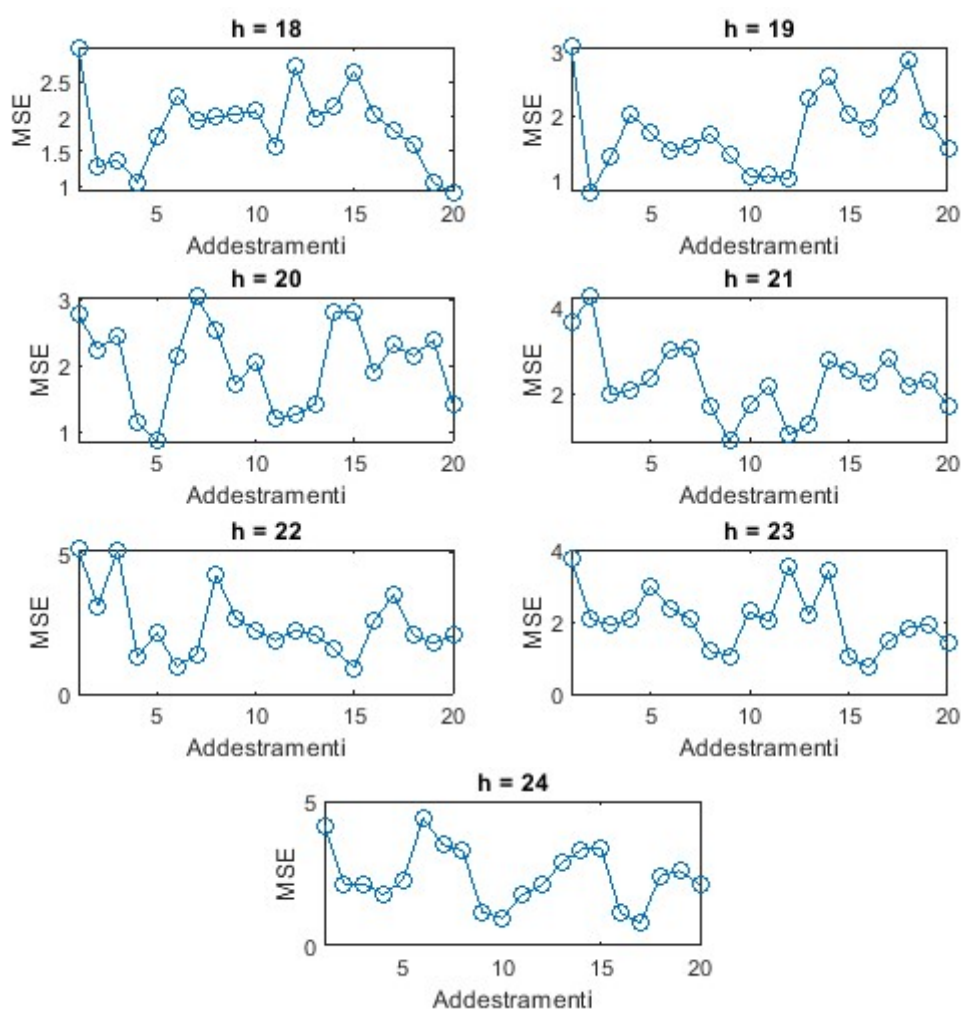 h = 18
MSE
2.5
2
1.5
1
5 10 15 20
Addestramenti
h = 19
MSE
3
2
1
5 10 15 20
Addestramenti
h = 20
MSE
3
2
1
5 10 15 20
Addestramenti
h = 21
MSE
4
2
5 10 15 20
Addestramenti
h = 22
MSE
5
0
5 10 15 20
Addestramenti
h = 23
MSE
4
2
0
5 10 15 20
Addestramenti
h = 24
MSE
5
0
5 10 15 20
Addestramenti